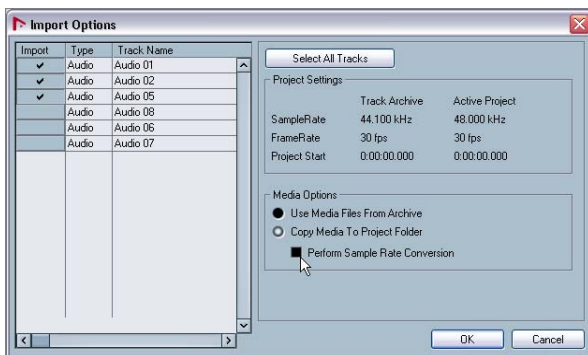 Import Options
Import Type Track Name
Audio Audio 01
Audio Audio 02
Audio Audio 05
Audio Audio 08
Audio Audio 06
Audio Audio 07
Select All Tracks
Project Settings
Track Archive Active Project
SampleRate 44.100 kHz 48.000 kHz
FrameRate 30 fps 30 fps
Project Start 0:00:00.000 0:00:00.000
Media Options
Use Media Files From Archive
Copy Media To Project Folder
Perform Sample Rate Conversion
OK Cancel